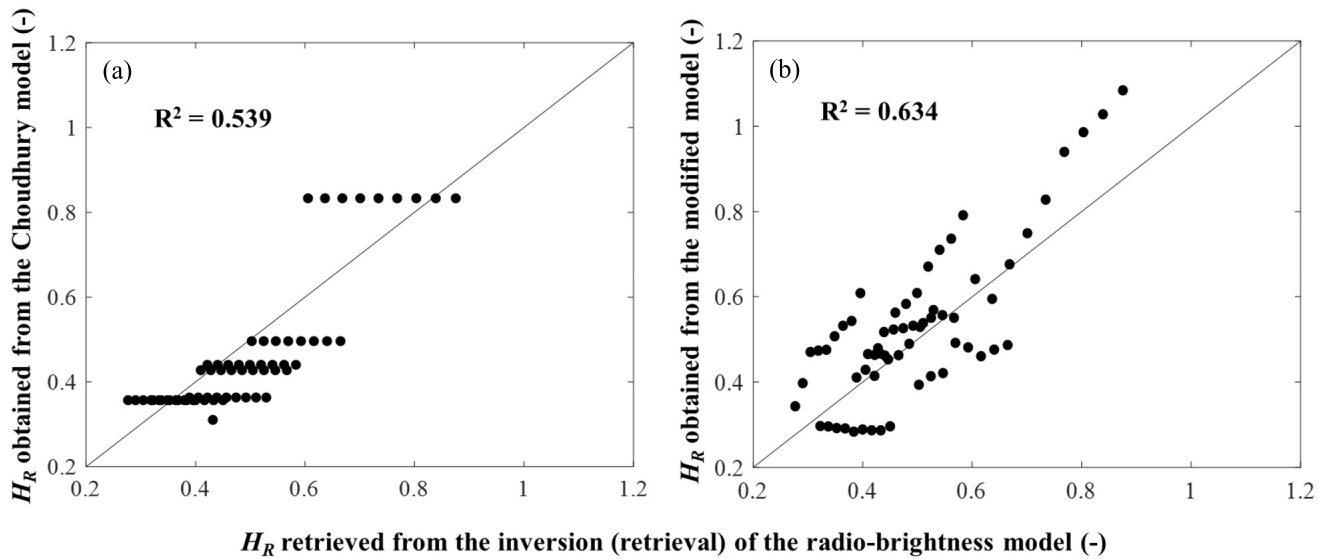 H_R obtained from the Choudhury model (-)
1.2
1
0.8
0.6
0.4
0.2
(a)
R² = 0.539
0.2 0.4 0.6 0.8 1 1.2
H_R obtained from the modified model (-)
1.2
1
0.8
0.6
0.4
0.2
(b)
R² = 0.634
0.2 0.4 0.6 0.8 1 1.2
H_R retrieved from the inversion (retrieval) of the radio-brightness model (-)